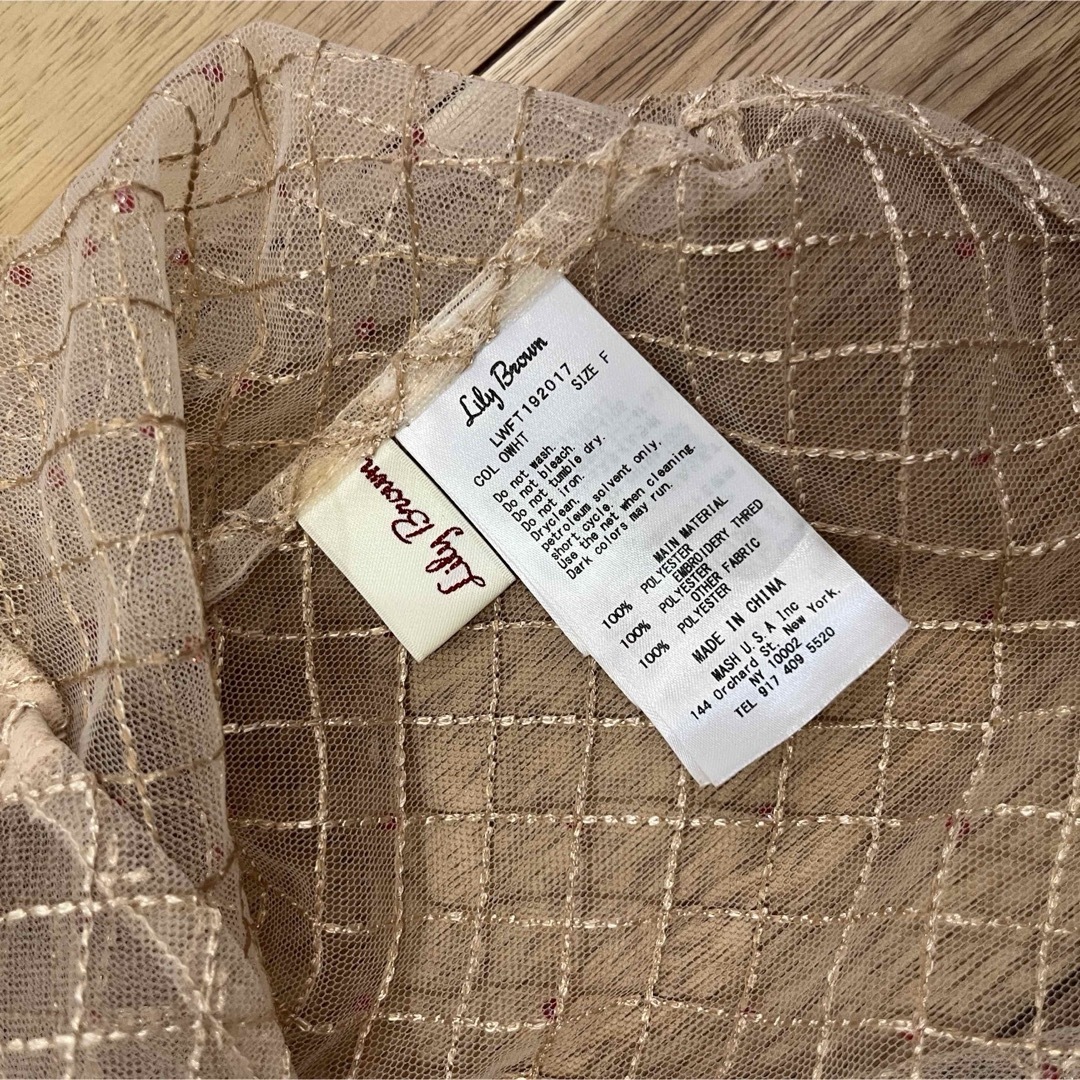 Lily Brown
LWFT192017
COL OWHT SIZE F
Do not wash.
Do not bleach.
Do not tumble dry.
Do not iron.
Dryclean.
petroleum solvent only,
short cycle.
Use the net when cleaning.
Dark colors may run.
MAIN MATERIAL
100% POLYESTER
EMBROIDERY THRED
100% POLYESTER
OTHER FABRIC
100% POLYESTER
MADE IN CHINA
MASH U.S.A Inc
144 Orchard St. New York.
NY 10002
TEL 917 409 5520
Lily Brown